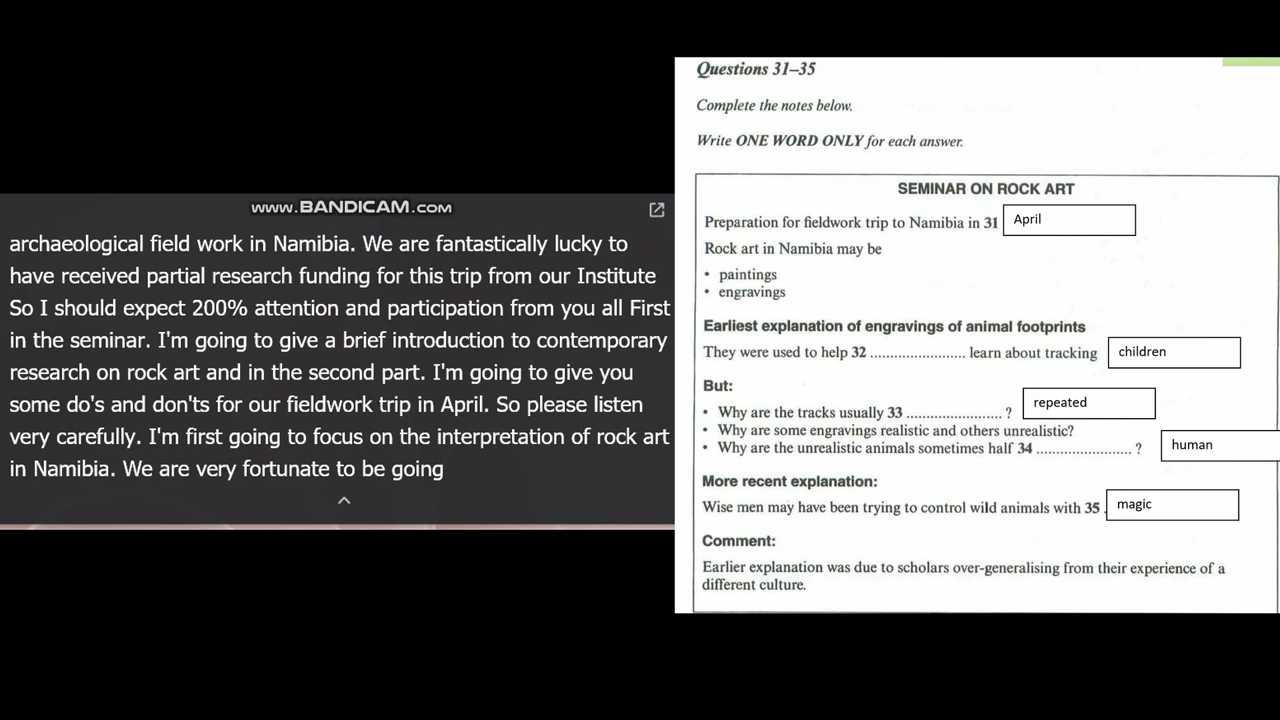 www.BANDICAM.com
archaeological field work in Namibia. We are fantastically lucky to
have received partial research funding for this trip from our Institute
So I should expect 200% attention and participation from you all First
in the seminar. I'm going to give a brief introduction to contemporary
research on rock art and in the second part. I'm going to give you
some do's and don'ts for our fieldwork trip in April. So please listen
very carefully. I'm first going to focus on the interpretation of rock art
in Namibia. We are very fortunate to be going
Questions 31–35
Complete the notes below.
Write ONE WORD ONLY for each answer.
SEMINAR ON ROCK ART
Preparation for fieldwork trip to Namibia in 31 April
Rock art in Namibia may be
• paintings
• engravings
Earliest explanation of engravings of animal footprints
They were used to help 32 ........................ learn about tracking children
But:
• Why are the tracks usually 33 ........................ ? repeated
• Why are some engravings realistic and others unrealistic?
• Why are the unrealistic animals sometimes half 34 ........................ ? human
More recent explanation:
Wise men may have been trying to control wild animals with 35 . magic
Comment:
Earlier explanation was due to scholars over-generalising from their experience of a
different culture.